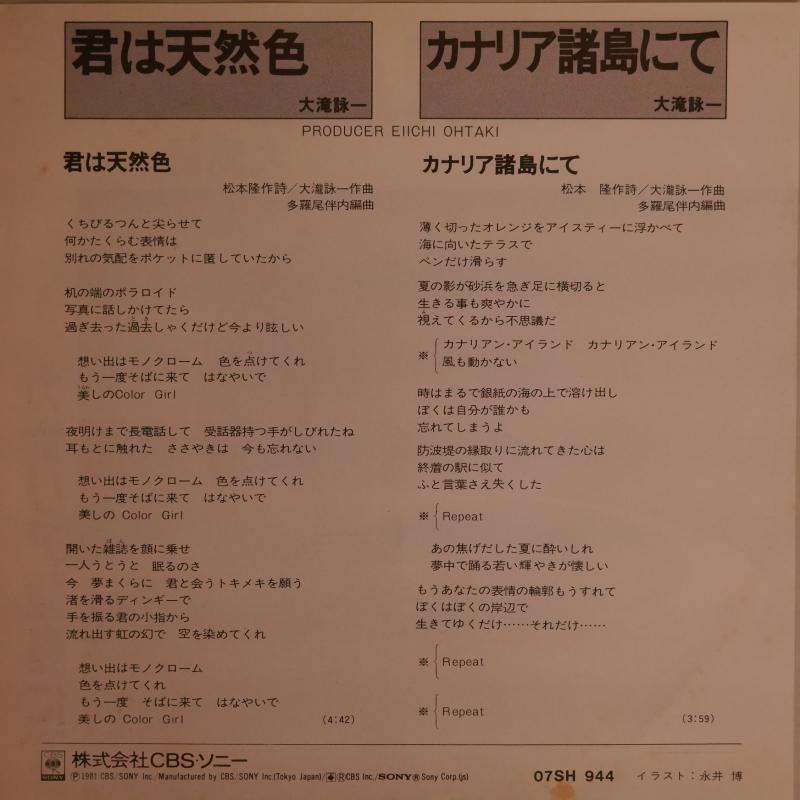 君は天然色
大滝詠一
カナリア諸島にて
大滝詠一
PRODUCER EIICHI OHTAKI
君は天然色
松本隆作詩/大瀧詠一作曲
多羅尾伴内編曲
くちびるつんと尖らせて
何かたくらむ表情は
別れの気配をポケットに匿していたから
机の端のポラロイド
写真に話しかけてたら
過ぎ去った過去しゃくだけど今より眩しい
想い出はモノクローム 色を点けてくれ
もう一度そばに来て はなやいで
美しのColor Girl
夜明けまで長電話して 受話器持つ手がしびれたね
耳もとに触れた ささやきは 今も忘れない
想い出はモノクローム 色を点けてくれ
もう一度そばに来て はなやいで
美しの Color Girl
開いた雑誌を顔に乗せ
一人うとうと 眠るのさ
今 夢まくらに 君と会うトキメキを願う
渚を滑るディンギーで
手を振る君の小指から
流れ出す虹の幻で 空を染めてくれ
想い出はモノクローム
色を点けてくれ
もう一度 そばに来て はなやいで
美しの Color Girl
(4:42)
カナリア諸島にて
松本 隆作詩/大瀧詠一作曲
多羅尾伴内編曲
薄く切ったオレンジをアイスティーに浮かべて
海に向いたテラスで
ペンだけ滑らす
夏の影が砂浜を急ぎ足に横切ると
生きる事も爽やかに
視えてくるから不思議だ
※ カナリアン・アイランド カナリアン・アイランド
風も動かない
時はまるで銀紙の海の上で溶け出し
ぼくは自分が誰かも
忘れてしまうよ
防波堤の縁取りに流れてきた心は
終着の駅に似て
ふと言葉さえ失くした
※ Repeat
あの焦げだした夏に酔いしれ
夢中で踊る若い輝やきが懐しい
もうあなたの表情の輪郭もうすれて
ぼくはぼくの岸辺で
生きてゆくだけ……それだけ……
※ Repeat
※ Repeat
(3:59)
CBS SONY 株式会社CBS・ソニー
Ⓟ1981 CBS/SONY Inc./Manufactured by CBS/SONY Inc.(Tokyo Japan)/ⓇCBS Inc./SONY® Sony Corp.(js)
07SH 944
イラスト:永井 博